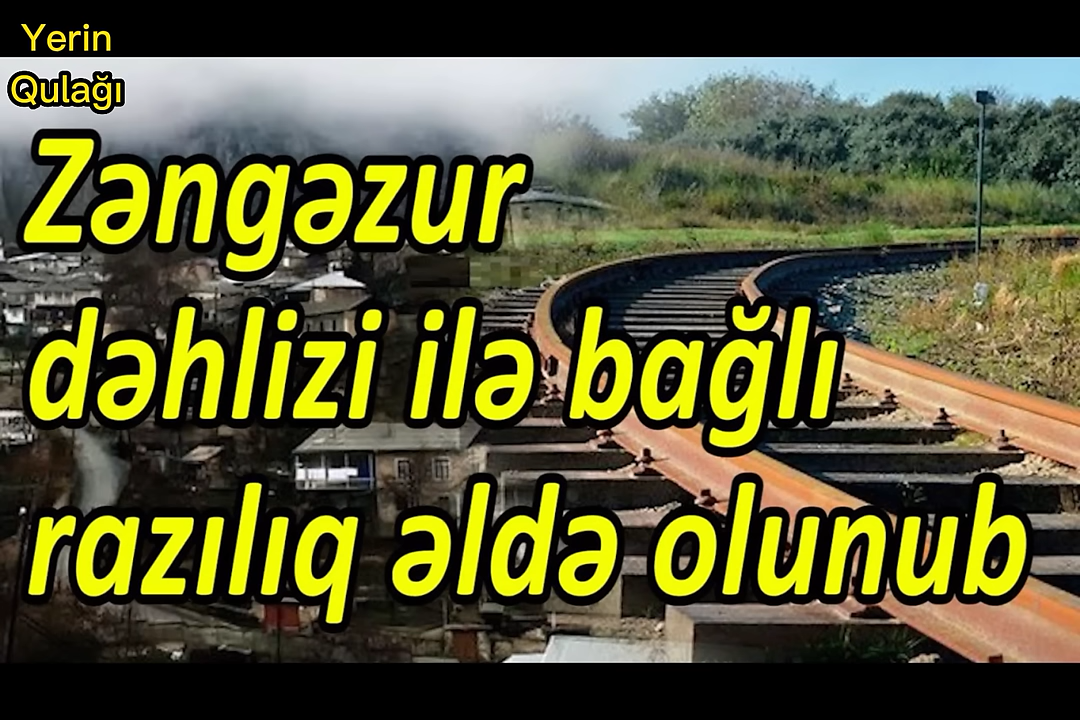 Yerin
Qulağı
Zəngəzur
dəhlizi ilə bağlı
razılıq əldə olunub